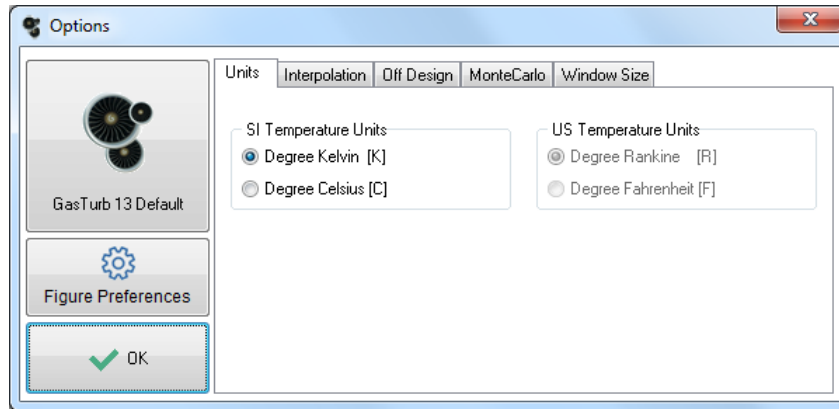 Options
Units
Interpolation
Off Design
MonteCarlo
Window Size
GasTurb 13 Default
Figure Preferences
OK
SI Temperature Units
Degree Kelvin [K]
Degree Celsius [C]
US Temperature Units
Degree Rankine [R]
Degree Fahrenheit [F]